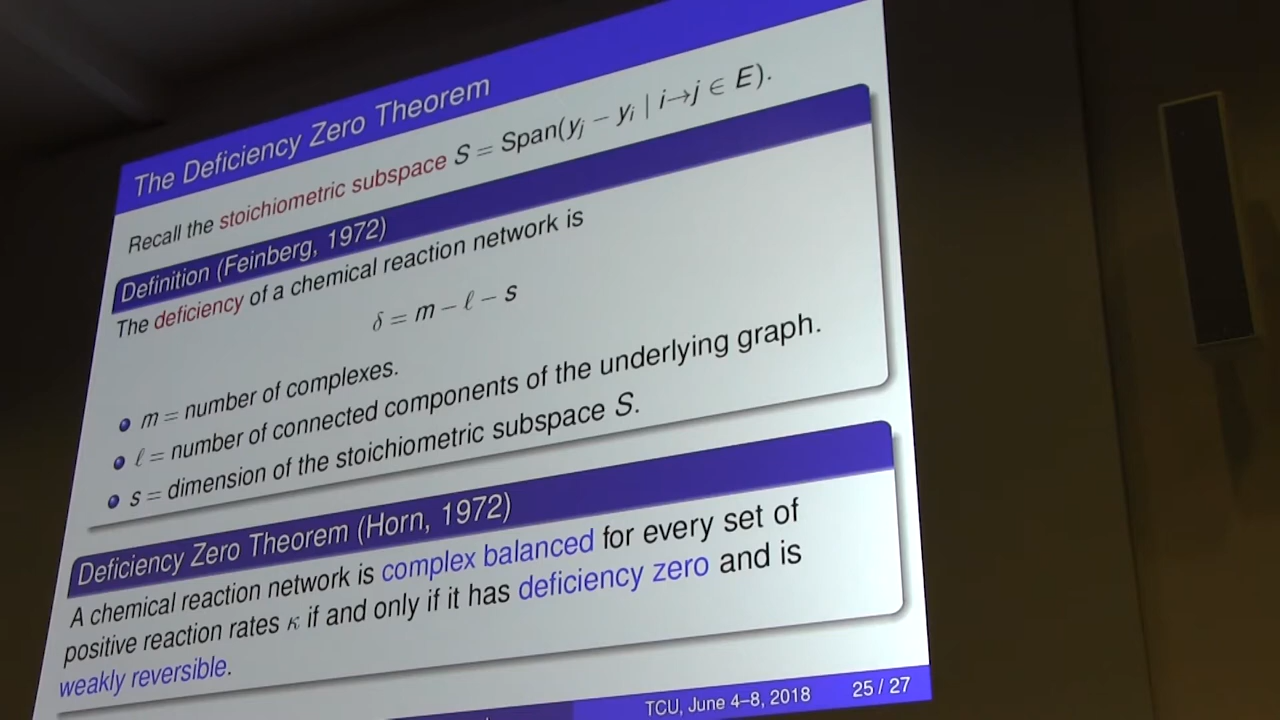 The Deficiency Zero Theorem
Recall the stoichiometric subspace S = Span(y_j − y_i | i→j ∈ E).
Definition (Feinberg, 1972)
The deficiency of a chemical reaction network is
δ = m − ℓ − s
m = number of complexes.
ℓ = number of connected components of the underlying graph.
s = dimension of the stoichiometric subspace S.
Deficiency Zero Theorem (Horn, 1972)
A chemical reaction network is complex balanced for every set of
positive reaction rates κ if and only if it has deficiency zero and is
weakly reversible.
TCU, June 4–8, 2018 25 / 27